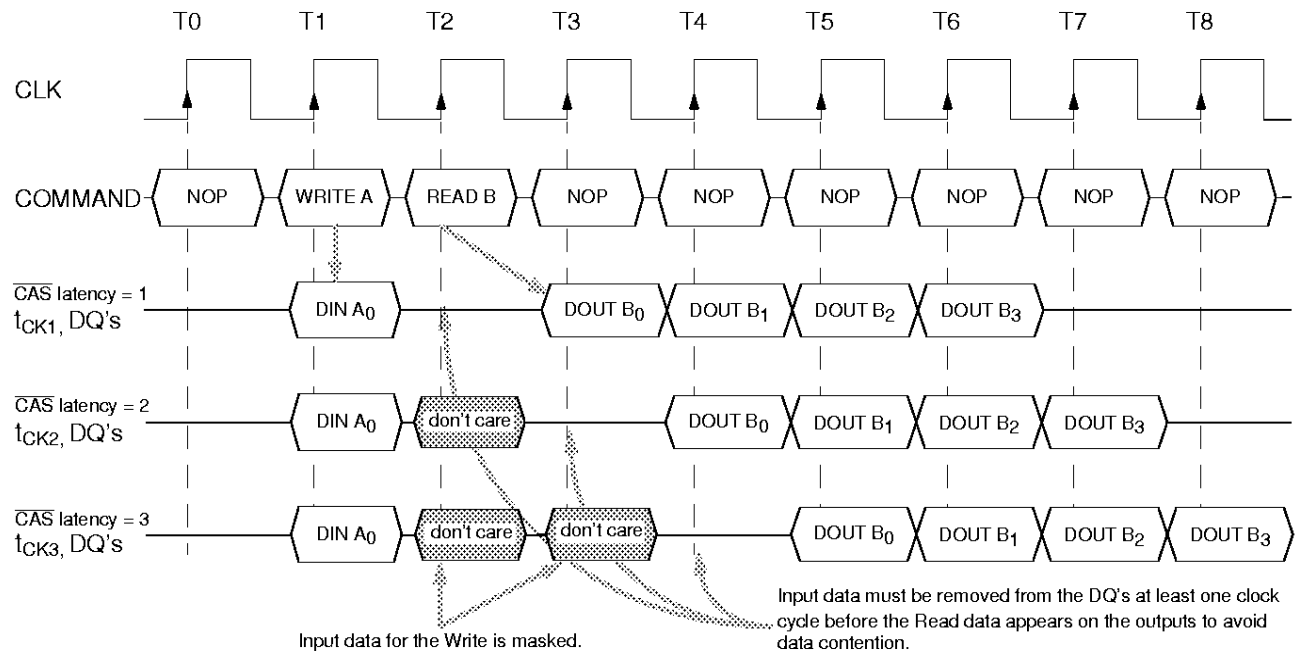 T0 T1 T2 T3 T4 T5 T6 T7 T8
CLK
COMMAND NOP WRITE A READ B NOP NOP NOP NOP NOP NOP
CAS latency = 1
tCK1, DQ's DIN A0 DOUT B0 DOUT B1 DOUT B2 DOUT B3
CAS latency = 2
tCK2, DQ's DIN A0 don't care DOUT B0 DOUT B1 DOUT B2 DOUT B3
CAS latency = 3
tCK3, DQ's DIN A0 don't care don't care DOUT B0 DOUT B1 DOUT B2 DOUT B3
Input data for the Write is masked.
Input data must be removed from the DQ's at least one clock
cycle before the Read data appears on the outputs to avoid
data contention.